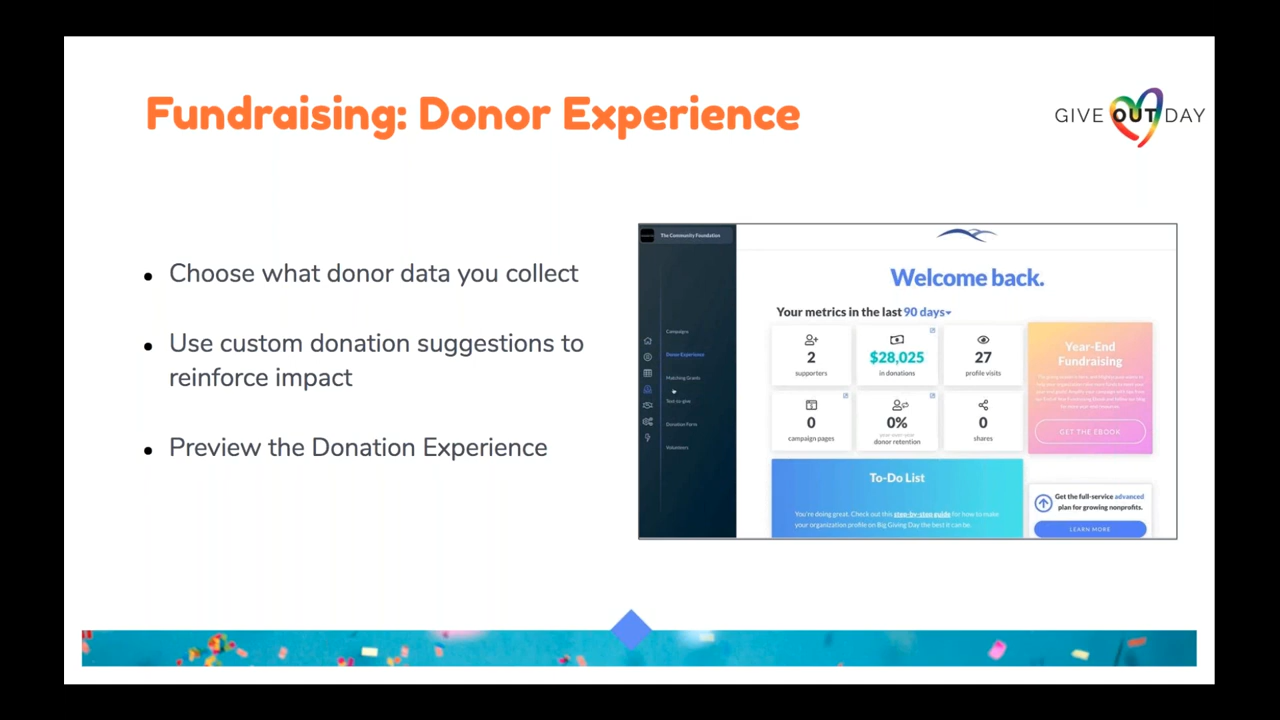 Fundraising: Donor Experience
GIVE OUT DAY
Choose what donor data you collect
Use custom donation suggestions to
reinforce impact
Preview the Donation Experience
The Community Foundation
Campaigns
Donor Experience
Matching Grants
Text-to-give
Donation Form
Volunteers
Welcome back.
Your metrics in the last 90 days
2
supporters
$28,025
in donations
27
profile visits
0
campaign pages
0%
year-over-year
donor retention
0
shares
Year-End
Fundraising
GET THE EBOOK
To-Do List
You're doing great. Check out this step-by-step guide for how to make
your organization profile on Big Giving Day the best it can be.
Get the full-service advanced
plan for growing nonprofits.
LEARN MORE